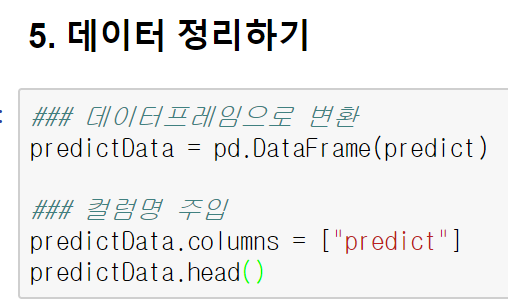 5. 데이터 정리하기
### 데이터프레임으로 변환
predictData = pd.DataFrame(predict)
### 컬럼명 주입
predictData.columns = ["predict"]
predictData.head()